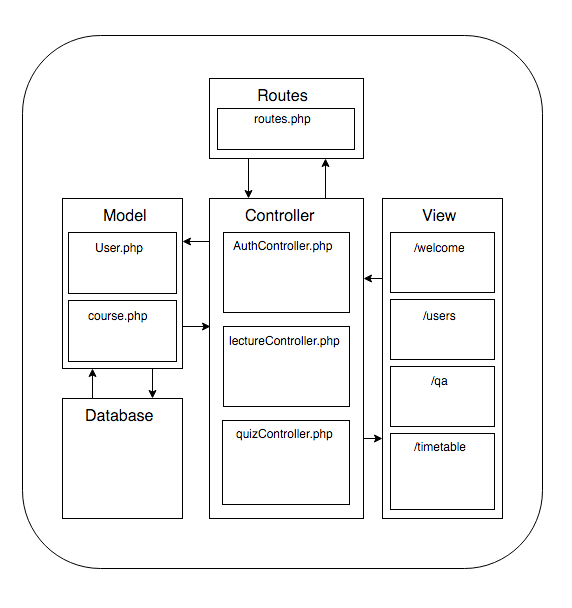 Routes
routes.php
Model
User.php
course.php
Database
Controller
AuthController.php
lectureController.php
quizController.php
View
/welcome
/users
/qa
/timetable